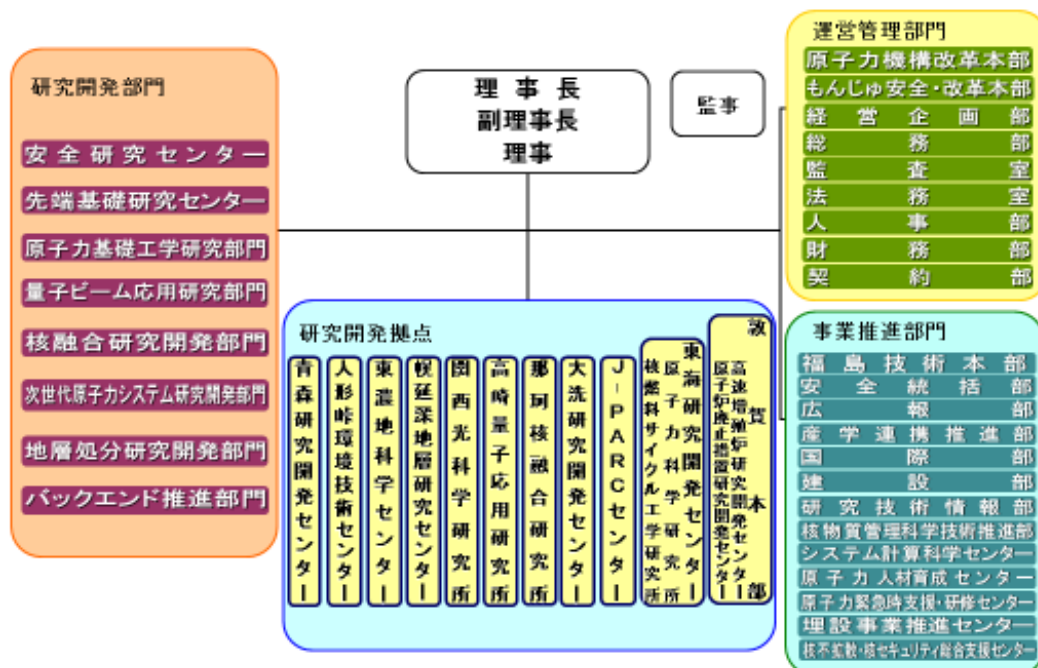 研究開発部門
安全研究センター
先端基礎研究センター
原子力基礎工学研究部門
量子ビーム応用研究部門
核融合研究開発部門
次世代原子力システム研究開発部門
地層処分研究開発部門
バックエンド推進部門
理事長
副理事長
理事
監事
運営管理部門
原子力機構改革本部
もんじゅ安全・改革本部
経営企画部
総務部
監査室
法務室
人事部
財務部
契約部
研究開発拠点
青森研究開発センター
人形峠環境技術センター
東濃地科学センター
幌延深地層研究センター
関西光科学研究所
高崎量子応用研究所
那珂核融合研究所
大洗研究開発センター
J-PARCセンター
東海研究開発センター
原子力科学研究所
核燃料サイクル工学研究所
敦賀本部
高速増殖炉研究開発センター
原子炉廃止措置研究開発センター
事業推進部門
福島技術本部
安全統括部
広報部
産学連携推進部
国際部
建設部
研究技術情報部
核物質管理科学技術推進部
システム計算科学センター
原子力人材育成センター
原子力緊急時支援・研修センター
埋設事業推進センター
核不拡散・核セキュリティ総合支援センター